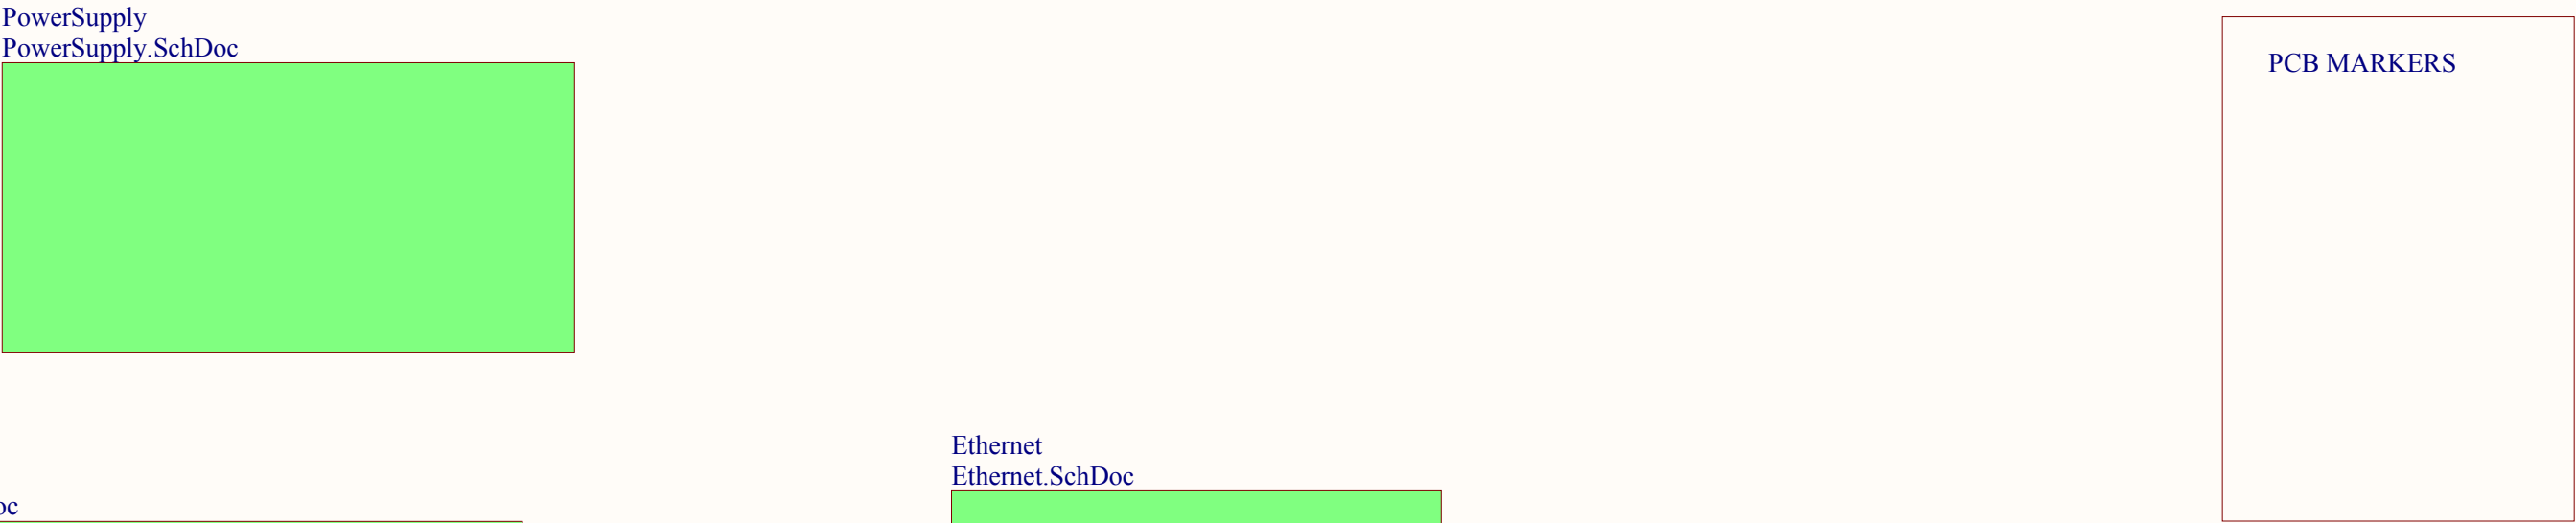 PowerSupply
PowerSupply.SchDoc
PCB MARKERS
Ethernet
Ethernet.SchDoc